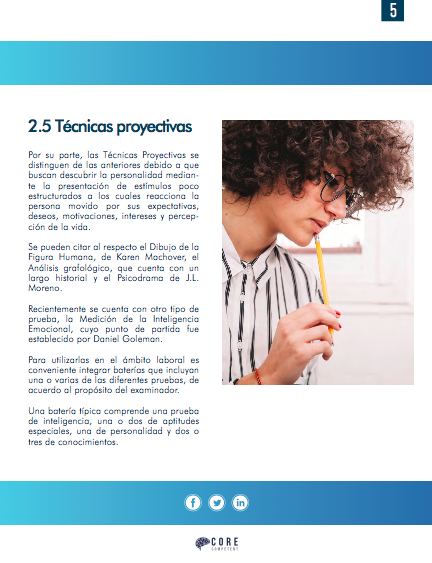 5
2.5 Técnicas proyectivas
Por su parte, las Técnicas Proyectivas se
distinguen de las anteriores debido a que
buscan descubrir la personalidad median-
te la presentación de estímulos poco
estructurados a los cuales reacciona la
persona movido por sus expectativas,
deseos, motivaciones, intereses y percep-
ción de la vida.
Se pueden citar al respecto el Dibujo de la
Figura Humana, de Karen Machover, el
Análisis grafológico, que cuenta con un
largo historial y el Psicodrama de J.L.
Moreno.
Recientemente se cuenta con otro tipo de
prueba, la Medición de la Inteligencia
Emocional, cuyo punto de partida fue
establecido por Daniel Goleman.
Para utilizarlas en el ámbito laboral es
conveniente integrar baterías que incluyan
una o varias de las diferentes pruebas, de
acuerdo al propósito del examinador.
Una batería típica comprende una prueba
de inteligencia, una o dos de aptitudes
especiales, una de personalidad y dos o
tres de conocimientos.
f
in
CORE
COMPETENT